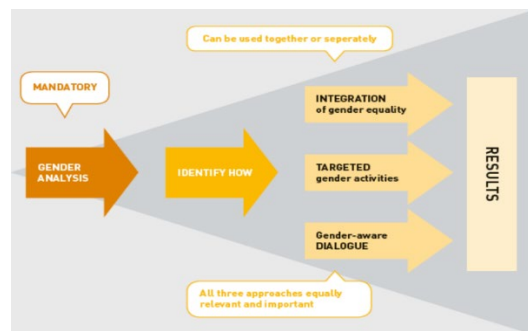 Can be used together or seperately
MANDATORY
INTEGRATION
of gender equality
GENDER
ANALYSIS
IDENTIFY HOW
TARGETED
gender activities
RESULTS
Gender-aware
DIALOGUE
All three approaches equally
relevant and important